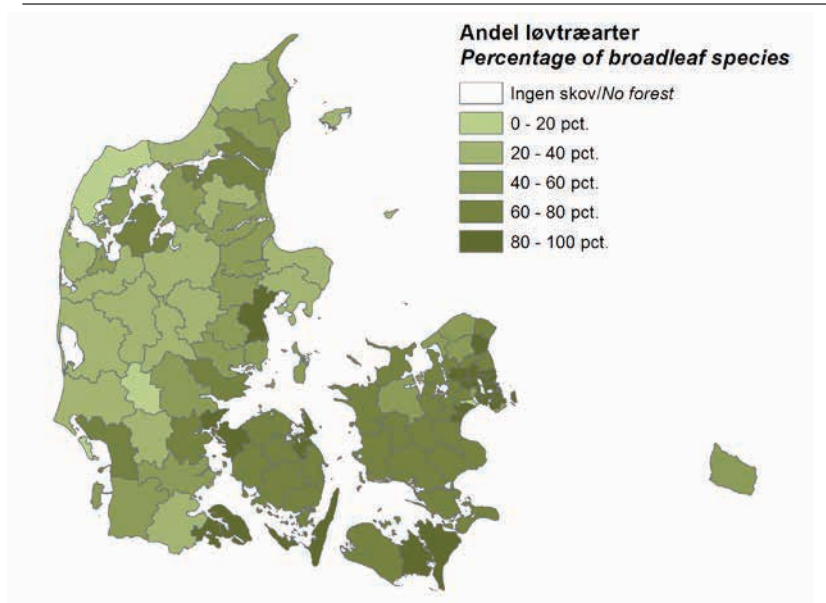 Andel løvtræarter
Percentage of broadleaf species
Ingen skov/No forest
0 - 20 pct.
20 - 40 pct.
40 - 60 pct.
60 - 80 pct.
80 - 100 pct.